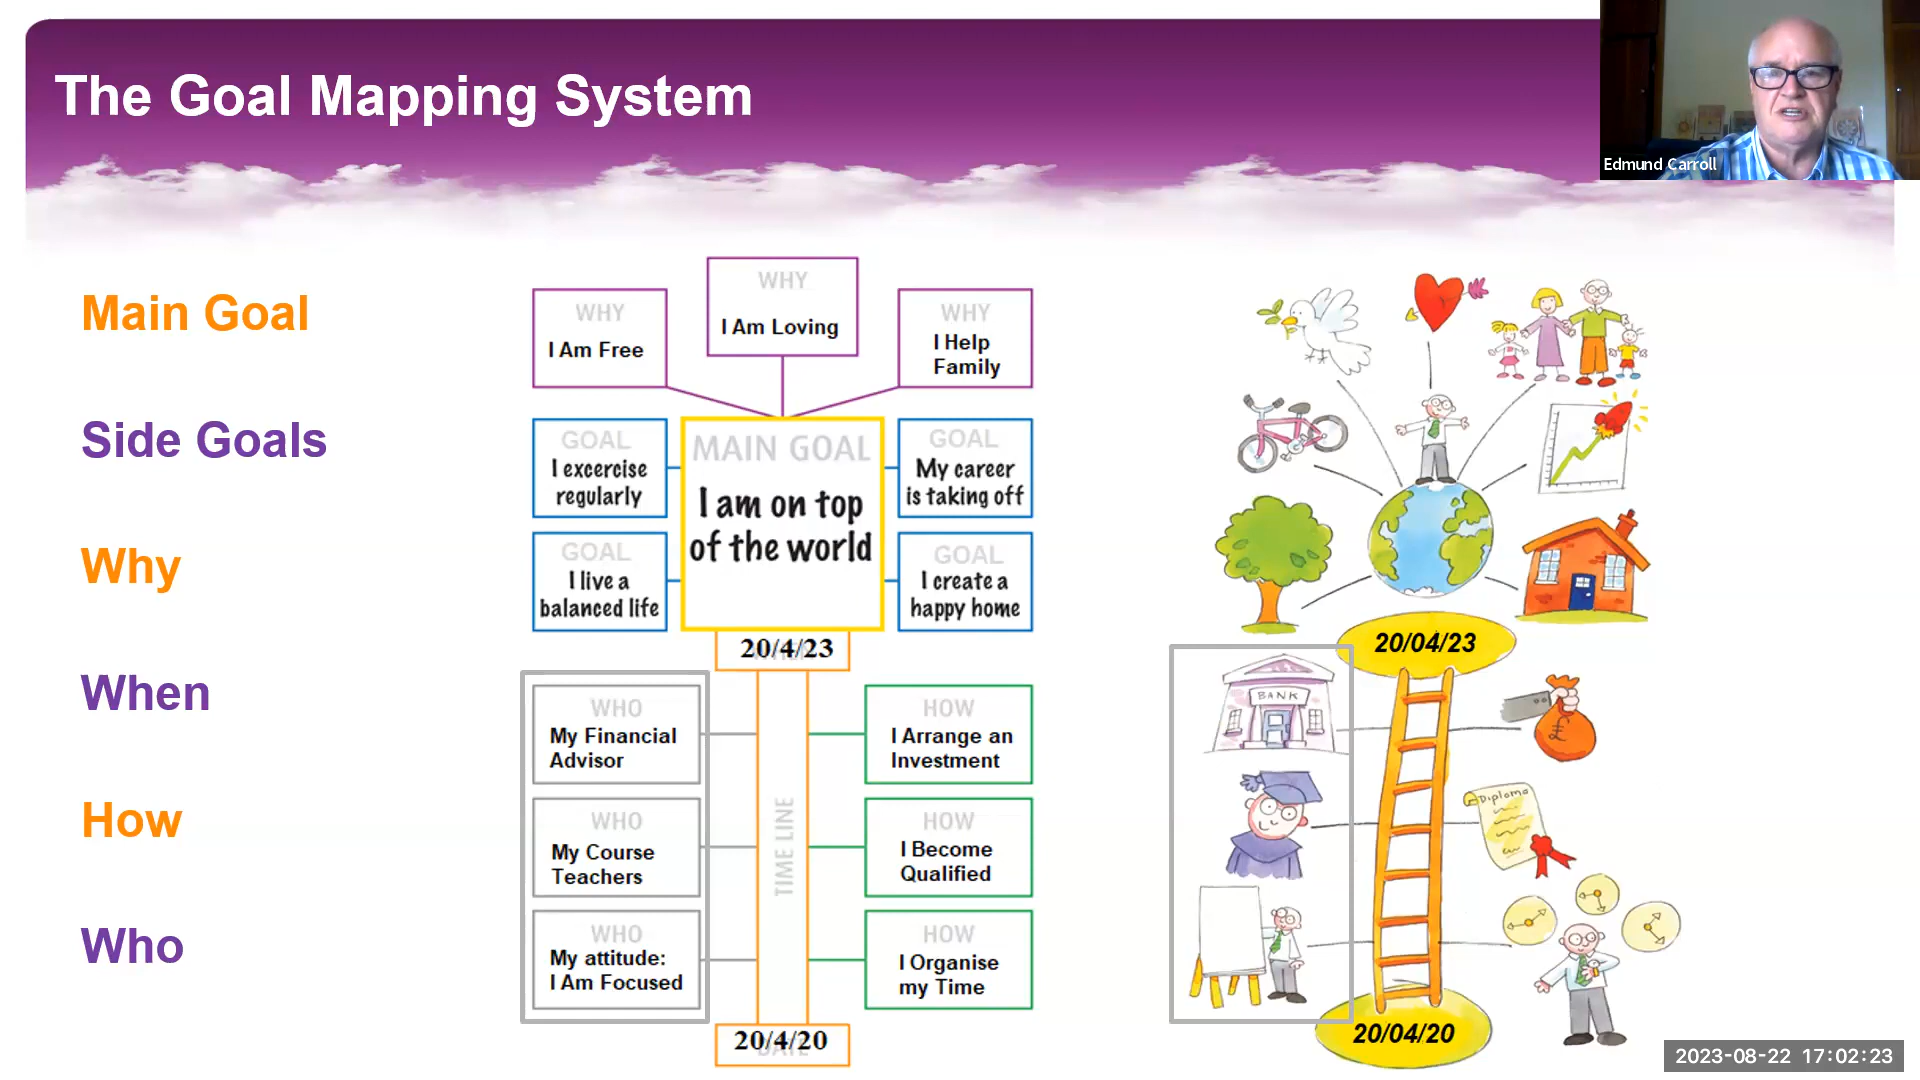 The Goal Mapping System
Edmund Carroll
Main Goal
Side Goals
Why
When
How
Who
WHY
I Am Free
WHY
I Am Loving
WHY
I Help
Family
GOAL
I excercise
regularly
MAIN GOAL
I am on top
of the world
GOAL
My career
is taking off
GOAL
I live a
balanced life
GOAL
I create a
happy home
20/4/23
WHO
My Financial
Advisor
HOW
I Arrange an
Investment
WHO
My Course
Teachers
TIME LINE
HOW
I Become
Qualified
WHO
My attitude:
I Am Focused
HOW
I Organise
my Time
20/4/20
DATE
20/04/23
BANK
£
Diploma
20/04/20
2023-08-22 17:02:23